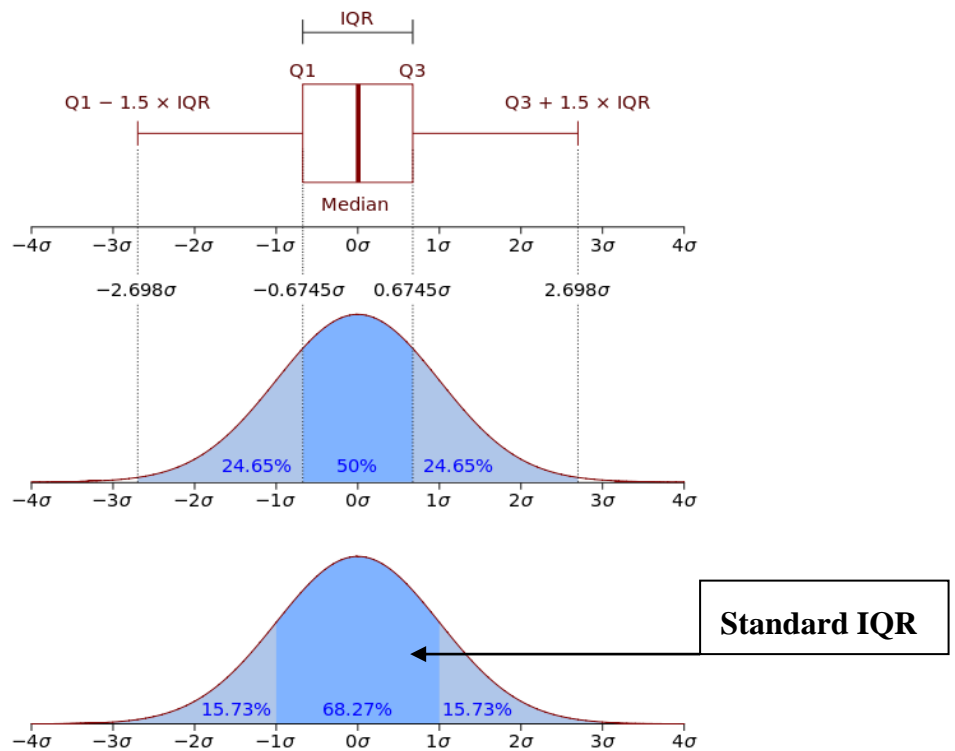 IQR
Q1 Q3
Q1 − 1.5 × IQR Q3 + 1.5 × IQR
Median
−4σ −3σ −2σ −1σ 0σ 1σ 2σ 3σ 4σ
−2.698σ −0.6745σ 0.6745σ 2.698σ
24.65% 50% 24.65%
−4σ −3σ −2σ −1σ 0σ 1σ 2σ 3σ 4σ
Standard IQR
15.73% 68.27% 15.73%
−4σ −3σ −2σ −1σ 0σ 1σ 2σ 3σ 4σ